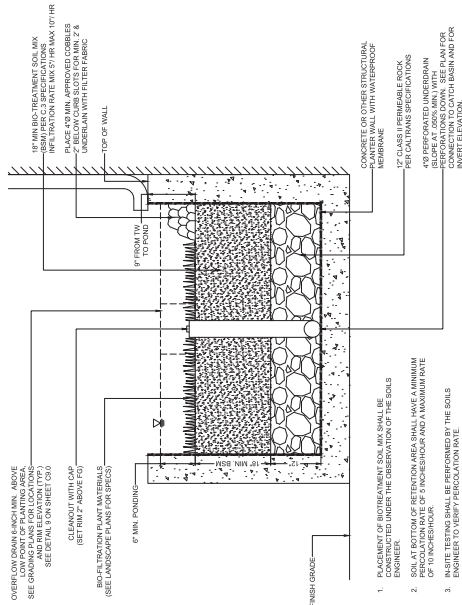 OVERFLOW DRAIN 6-INCH MIN. ABOVE
LOW POINT OF PLANTING AREA,
SEE GRADING PLANS FOR LOCATIONS
AND RIM ELEVATION (TYP.)
SEE DETAIL 9 ON SHEET C9.0
CLEANOUT WITH CAP
(SET RIM 2" ABOVE FG)
BIO-FILTRATION PLANT MATERIALS
(SEE LANDSCAPE PLANS FOR SPECS)
6" MIN. PONDING
FINISH GRADE
18" MIN BIO-TREATMENT SOIL MIX
(BSM) PER C.3 SPECIFICATIONS
INFILTRATION RATE MIX 5"/ HR MAX 10"/ HR
PLACE 4"Ø MIN. APPROVED COBBLES
2" BELOW CURB SLOTS FOR MIN. 2' &
UNDERLAIN WITH FILTER FABRIC
TOP OF WALL
9" FROM TW
TO POND
18" MIN. BSM
12"
CONCRETE OR OTHER STRUCTURAL
PLANTER WALL WITH WATERPROOF
MEMBRANE
12" CLASS II PERMEABLE ROCK
PER CALTRANS SPECIFICATIONS
4"Ø PERFORATED UNDERDRAIN
(SLOPE AT .050% MIN.) WITH
PERFORATIONS DOWN. SEE PLAN FOR
CONNECTION TO CATCH BASIN AND FOR
INVERT ELEVATION.
1. PLACEMENT OF BIOTREATMENT SOIL MIX SHALL BE
CONSTRUCTED UNDER THE OBSERVATION OF THE SOILS
ENGINEER.
2. SOIL AT BOTTOM OF RETENTION AREA SHALL HAVE A MINIMUM
PERCOLATION RATE OF 5 INCHES/HOUR AND A MAXIMUM RATE
OF 10 INCHES/HOUR.
3. IN-SITE TESTING SHALL BE PERFORMED BY THE SOILS
ENGINEER TO VERIFY PERCOLATION RATE.